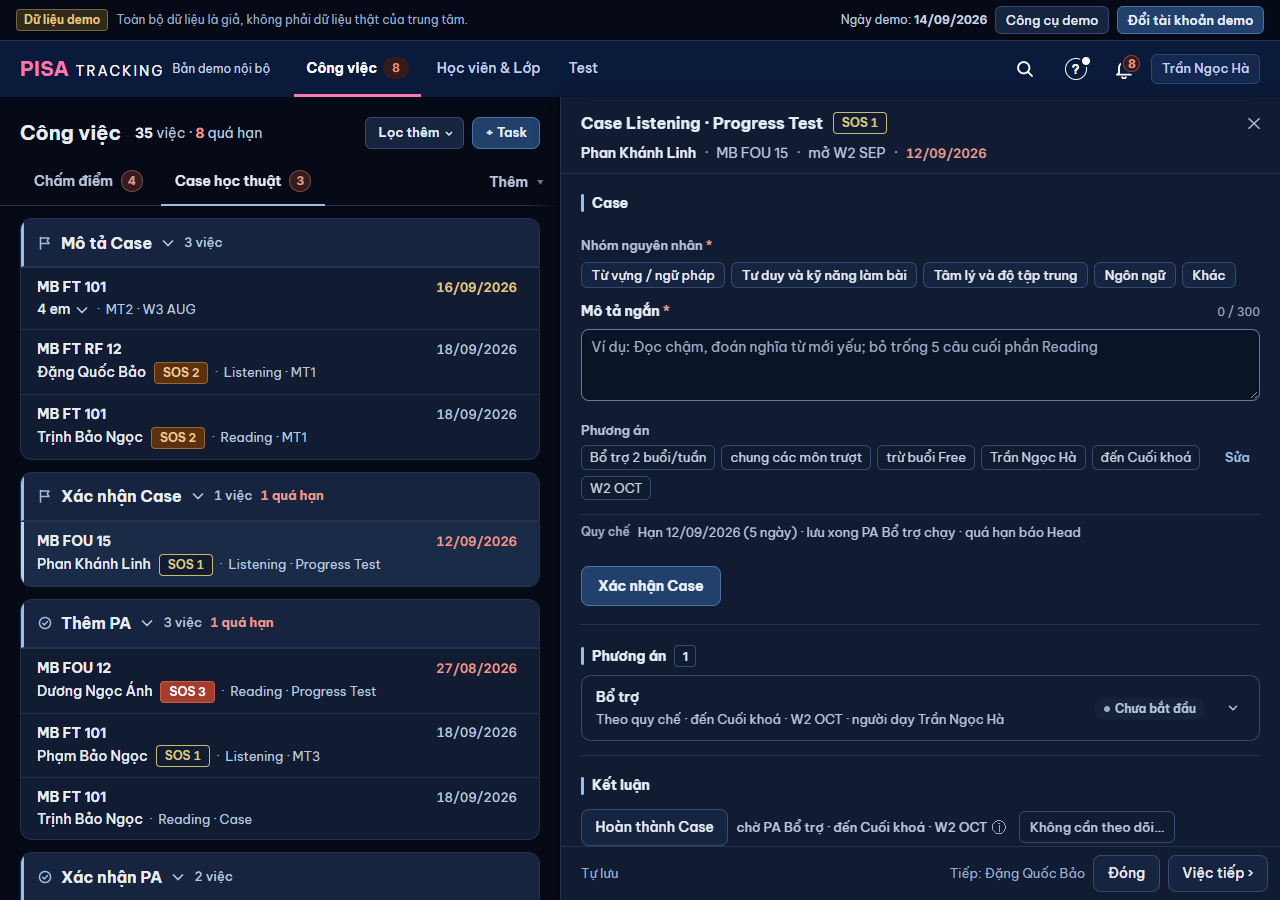 Dữ liệu demo Toàn bộ dữ liệu là giả, không phải dữ liệu thật của trung tâm. Ngày demo: 14/09/2026 Công cụ demo Đổi tài khoản demo
PISA TRACKING Bản demo nội bộ Công việc 8 Học viên & Lớp Test ? 8 Trần Ngọc Hà
Công việc 35 việc · 8 quá hạn Lọc thêm + Task
Chấm điểm 4 Case học thuật 3 Thêm
Mô tả Case 3 việc
MB FT 101 16/09/2026
4 em · MT2 · W3 AUG
MB FT RF 12 18/09/2026
Đặng Quốc Bảo SOS 2 · Listening · MT1
MB FT 101 18/09/2026
Trịnh Bảo Ngọc SOS 2 · Reading · MT1
Xác nhận Case 1 việc 1 quá hạn
MB FOU 15 12/09/2026
Phan Khánh Linh SOS 1 · Listening · Progress Test
Thêm PA 3 việc 1 quá hạn
MB FOU 12 27/08/2026
Dương Ngọc Ánh SOS 3 · Reading · Progress Test
MB FT 101 18/09/2026
Phạm Bảo Ngọc SOS 1 · Listening · MT3
MB FT 101 18/09/2026
Trịnh Bảo Ngọc · Reading · Case
Xác nhận PA 2 việc
Case Listening · Progress Test SOS 1
Phan Khánh Linh · MB FOU 15 · mở W2 SEP · 12/09/2026
Case
Nhóm nguyên nhân *
Từ vựng / ngữ pháp Tư duy và kỹ năng làm bài Tâm lý và độ tập trung Ngôn ngữ Khác
Mô tả ngắn * 0 / 300
Ví dụ: Đọc chậm, đoán nghĩa từ mới yếu; bỏ trống 5 câu cuối phần Reading
Phương án
Bổ trợ 2 buổi/tuần chung các môn trượt trừ buổi Free Trần Ngọc Hà đến Cuối khoá Sửa
W2 OCT
Quy chế Hạn 12/09/2026 (5 ngày) · lưu xong PA Bổ trợ chạy · quá hạn báo Head
Xác nhận Case
Phương án 1
Bổ trợ
Theo quy chế · đến Cuối khoá · W2 OCT · người dạy Trần Ngọc Hà Chưa bắt đầu
Kết luận
Hoàn thành Case chờ PA Bổ trợ · đến Cuối khoá · W2 OCT Không cần theo dõi...
Tự lưu Tiếp: Đặng Quốc Bảo Đóng Việc tiếp ›